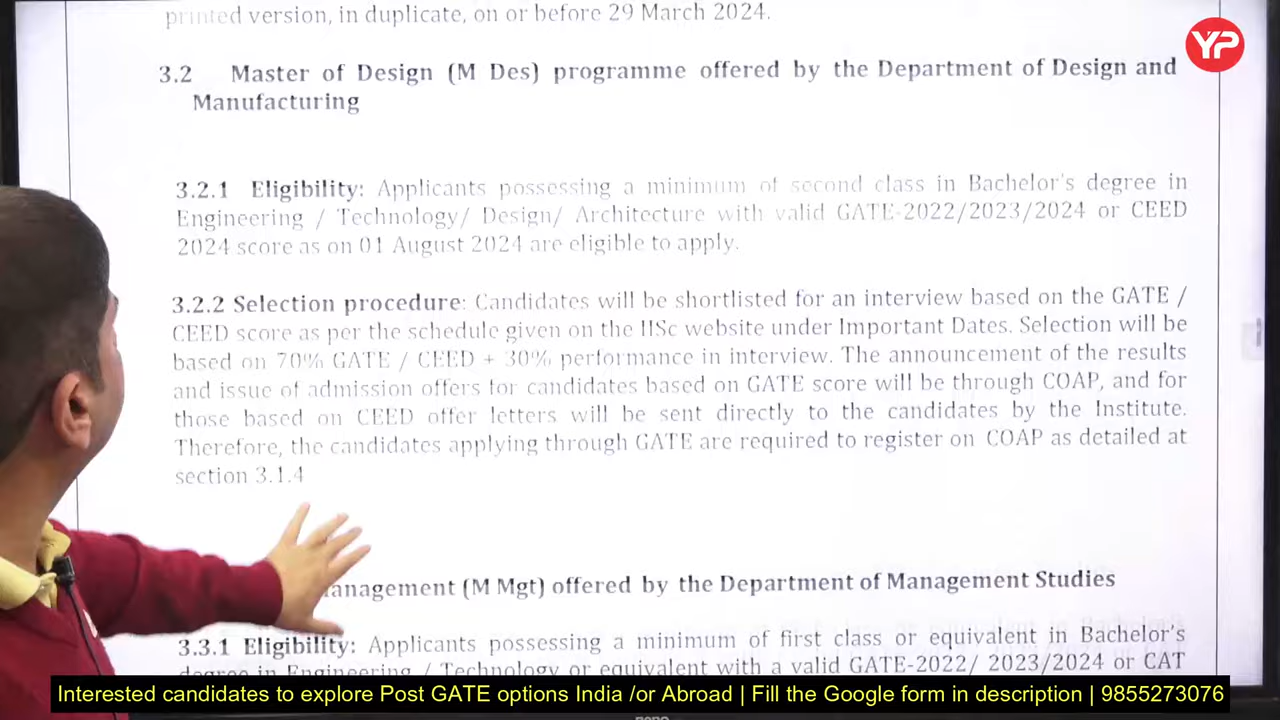 printed version, in duplicate, on or before 29 March 2024.
YP
3.2 Master of Design (M Des) programme offered by the Department of Design and
Manufacturing
3.2.1 Eligibility: Applicants possessing a minimum of second class in Bachelor's degree in
Engineering / Technology/ Design/ Architecture with valid GATE-2022/2023/2024 or CEED
2024 score as on 01 August 2024 are eligible to apply.
3.2.2 Selection procedure: Candidates will be shortlisted for an interview based on the GATE /
CEED score as per the schedule given on the IISc website under Important Dates. Selection will be
based on 70% GATE / CEED + 30% performance in interview. The announcement of the results
and issue of admission offers for candidates based on GATE score will be through COAP, and for
those based on CEED offer letters will be sent directly to the candidates by the Institute.
Therefore, the candidates applying through GATE are required to register on COAP as detailed at
section 3.1.4
anagement (M Mgt) offered by the Department of Management Studies
3.3.1 Eligibility: Applicants possessing a minimum of first class or equivalent in Bachelor's
degree in Engineering / Technology or equivalent with a valid GATE-2022/ 2023/2024 or CAT
Interested candidates to explore Post GATE options India /or Abroad | Fill the Google form in description | 9855273076